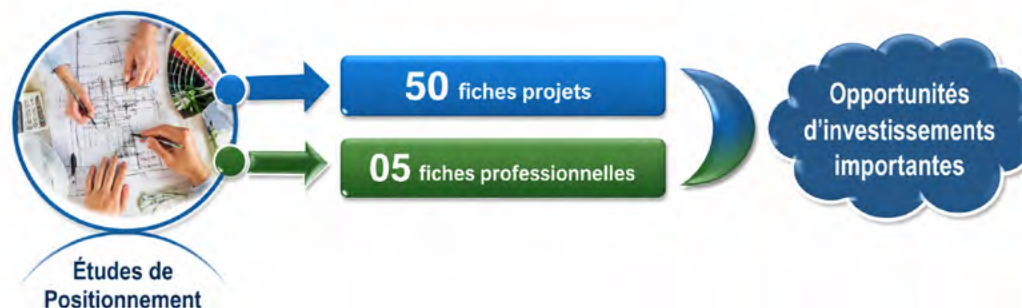 50 fiches projets
05 fiches professionnelles
Opportunités
d'investissements
importantes
Études de
Positionnement